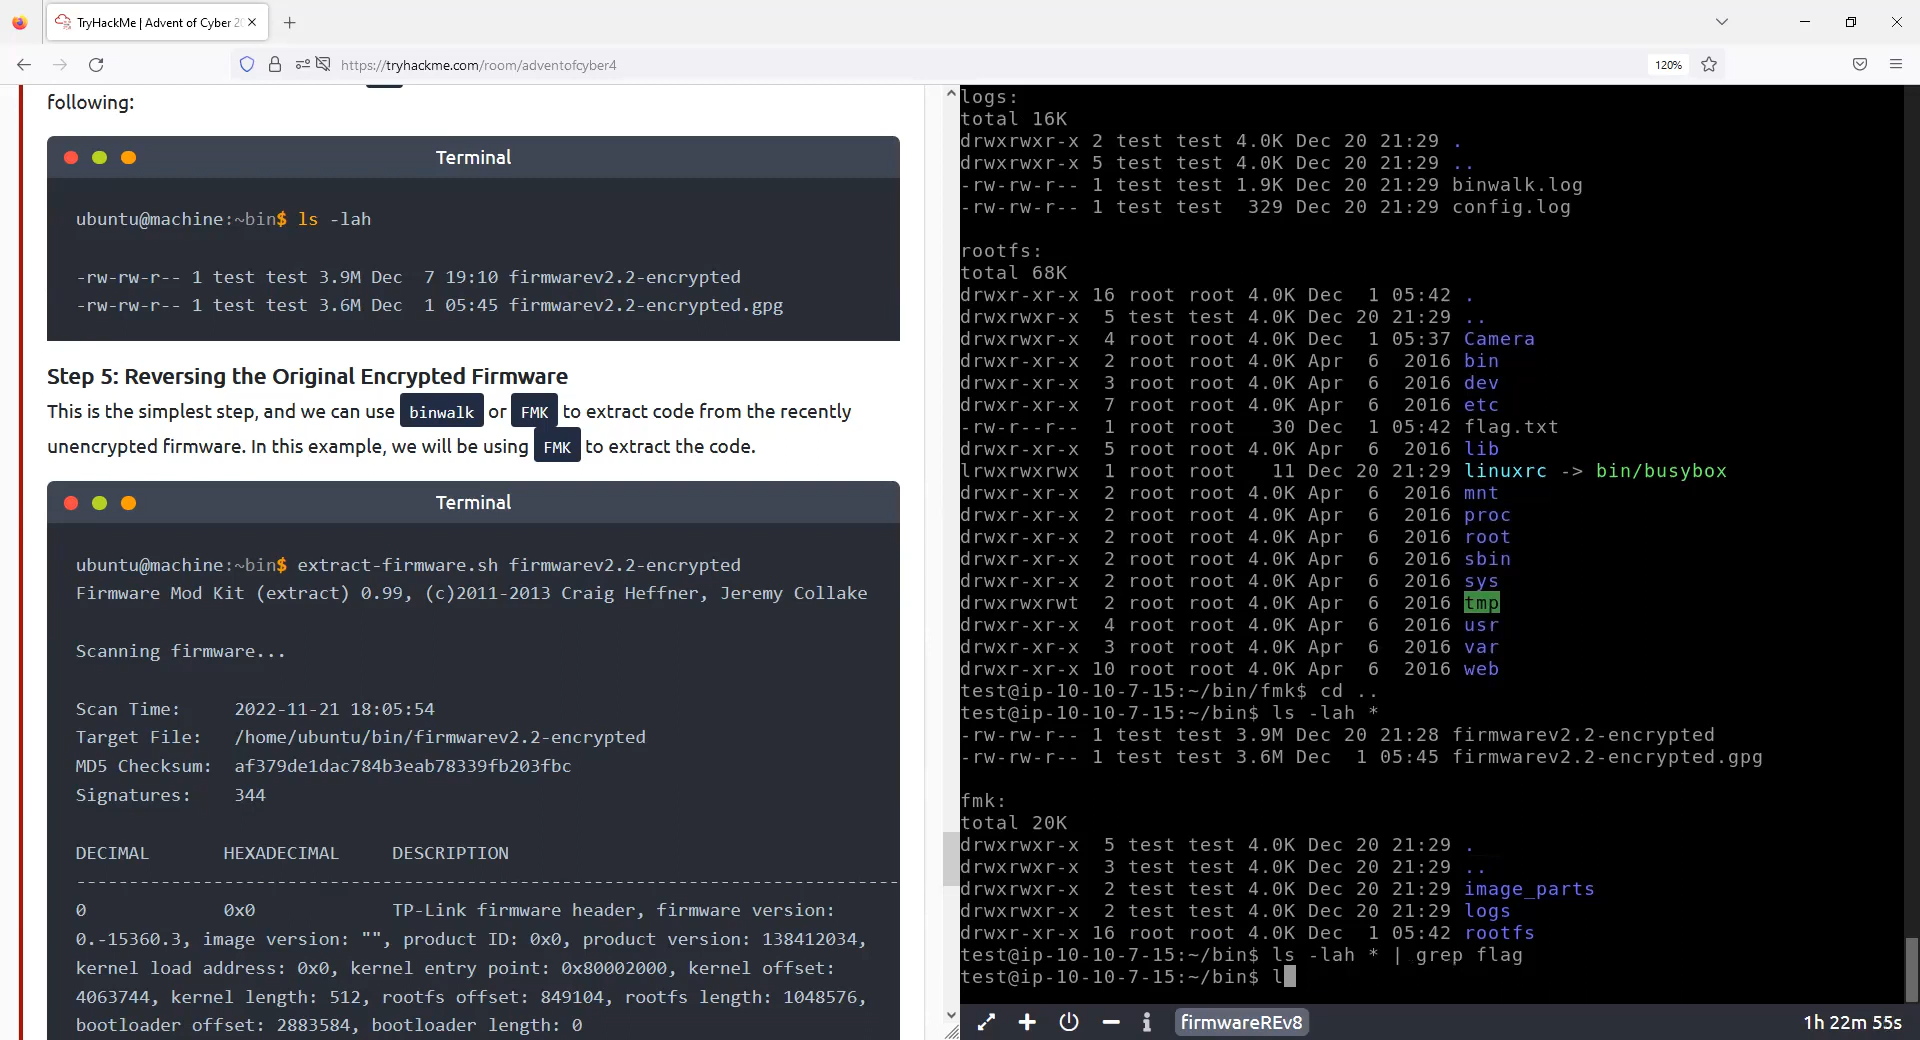 TryHackMe | Advent of Cyber 20
https://tryhackme.com/room/adventofcyber4
120%
following:
Terminal
ubuntu@machine:~bin$ ls -lah
-rw-rw-r-- 1 test test 3.9M Dec  7 19:10 firmwarev2.2-encrypted
-rw-rw-r-- 1 test test 3.6M Dec  1 05:45 firmwarev2.2-encrypted.gpg
Step 5: Reversing the Original Encrypted Firmware
This is the simplest step, and we can use binwalk or FMK to extract code from the recently
unencrypted firmware. In this example, we will be using FMK to extract the code.
Terminal
ubuntu@machine:~bin$ extract-firmware.sh firmwarev2.2-encrypted
Firmware Mod Kit (extract) 0.99, (c)2011-2013 Craig Heffner, Jeremy Collake
Scanning firmware...
Scan Time:     2022-11-21 18:05:54
Target File:   /home/ubuntu/bin/firmwarev2.2-encrypted
MD5 Checksum:  af379de1dac784b3eab78339fb203fbc
Signatures:    344
DECIMAL       HEXADECIMAL     DESCRIPTION
--------------------------------------------------------------------------------
0             0x0             TP-Link firmware header, firmware version:
0.-15360.3, image version: "", product ID: 0x0, product version: 138412034,
kernel load address: 0x0, kernel entry point: 0x80002000, kernel offset:
4063744, kernel length: 512, rootfs offset: 849104, rootfs length: 1048576,
bootloader offset: 2883584, bootloader length: 0
logs:
total 16K
drwxrwxr-x 2 test test 4.0K Dec 20 21:29 .
drwxrwxr-x 5 test test 4.0K Dec 20 21:29 ..
-rw-rw-r-- 1 test test 1.9K Dec 20 21:29 binwalk.log
-rw-rw-r-- 1 test test  329 Dec 20 21:29 config.log
rootfs:
total 68K
drwxr-xr-x 16 root root 4.0K Dec  1 05:42 .
drwxrwxr-x  5 test test 4.0K Dec 20 21:29 ..
drwxrwxr-x  4 root root 4.0K Dec  1 05:37 Camera
drwxr-xr-x  2 root root 4.0K Apr  6  2016 bin
drwxr-xr-x  3 root root 4.0K Apr  6  2016 dev
drwxr-xr-x  7 root root 4.0K Apr  6  2016 etc
-rw-r--r--  1 root root   30 Dec  1 05:42 flag.txt
drwxr-xr-x  5 root root 4.0K Apr  6  2016 lib
lrwxrwxrwx  1 root root   11 Dec 20 21:29 linuxrc -> bin/busybox
drwxr-xr-x  2 root root 4.0K Apr  6  2016 mnt
drwxr-xr-x  2 root root 4.0K Apr  6  2016 proc
drwxr-xr-x  2 root root 4.0K Apr  6  2016 root
drwxr-xr-x  2 root root 4.0K Apr  6  2016 sbin
drwxr-xr-x  2 root root 4.0K Apr  6  2016 sys
drwxrwxrwt  2 root root 4.0K Apr  6  2016 tmp
drwxr-xr-x  4 root root 4.0K Apr  6  2016 usr
drwxr-xr-x  3 root root 4.0K Apr  6  2016 var
drwxr-xr-x 10 root root 4.0K Apr  6  2016 web
test@ip-10-10-7-15:~/bin/fmk$ cd ..
test@ip-10-10-7-15:~/bin$ ls -lah *
-rw-rw-r-- 1 test test 3.9M Dec 20 21:28 firmwarev2.2-encrypted
-rw-rw-r-- 1 test test 3.6M Dec  1 05:45 firmwarev2.2-encrypted.gpg
fmk:
total 20K
drwxrwxr-x  5 test test 4.0K Dec 20 21:29 .
drwxrwxr-x  3 test test 4.0K Dec 20 21:29 ..
drwxrwxr-x  2 test test 4.0K Dec 20 21:29 image_parts
drwxrwxr-x  2 test test 4.0K Dec 20 21:29 logs
drwxr-xr-x 16 root root 4.0K Dec  1 05:42 rootfs
test@ip-10-10-7-15:~/bin$ ls -lah * | grep flag
test@ip-10-10-7-15:~/bin$ l
firmwareREv8
1h 22m 55s